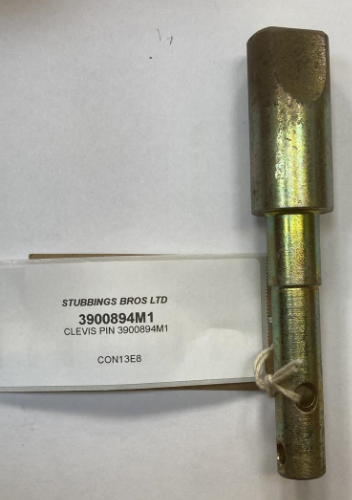 STUBBINGS BROS LTD
3900894M1
CLEVIS PIN 3900894M1
CON13E8